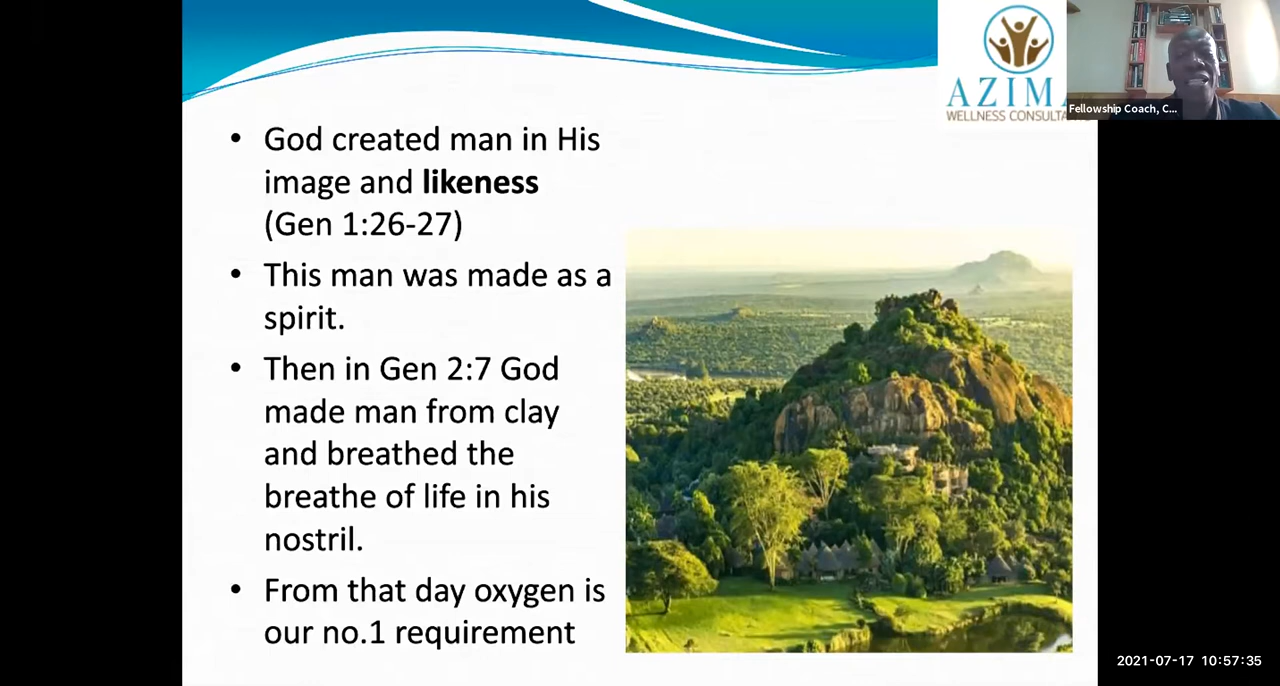 God created man in His
image and likeness
(Gen 1:26-27)
This man was made as a
spirit.
Then in Gen 2:7 God
made man from clay
and breathed the
breathe of life in his
nostril.
From that day oxygen is
our no.1 requirement
AZIM
WELLNESS CONSULTA
Fellowship Coach, C...
2021-07-17 10:57:35